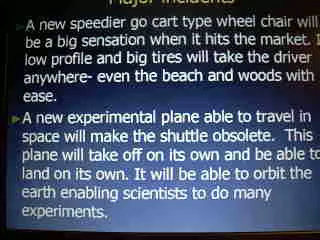 Major Incidents
A new speedier go cart type wheel chair will
be a big sensation when it hits the market.
low profile and big tires will take the driver
anywhere- even the beach and woods with
ease.
A new experimental plane able to travel in
space will make the shuttle obsolete. This
plane will take off on its own and be able to
land on its own. It will be able to orbit the
earth enabling scientists to do many
experiments.